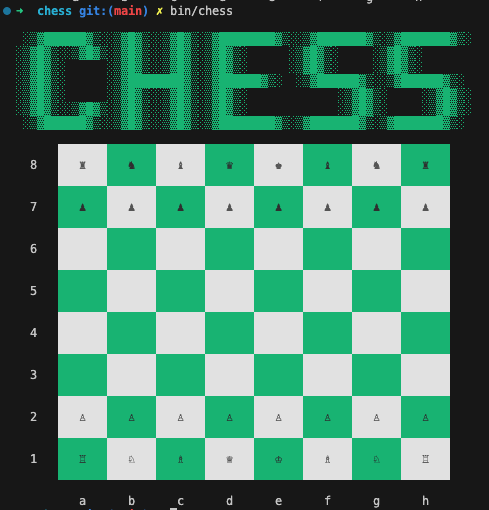 ➜ chess git:(main) ✗ bin/chess
CHESS
8 ♜ ♞ ♝ ♛ ♚ ♝ ♞ ♜
7 ♟ ♟ ♟ ♟ ♟ ♟ ♟ ♟
6
5
4
3
2 ♙ ♙ ♙ ♙ ♙ ♙ ♙ ♙
1 ♖ ♘ ♗ ♕ ♔ ♗ ♘ ♖
a b c d e f g h